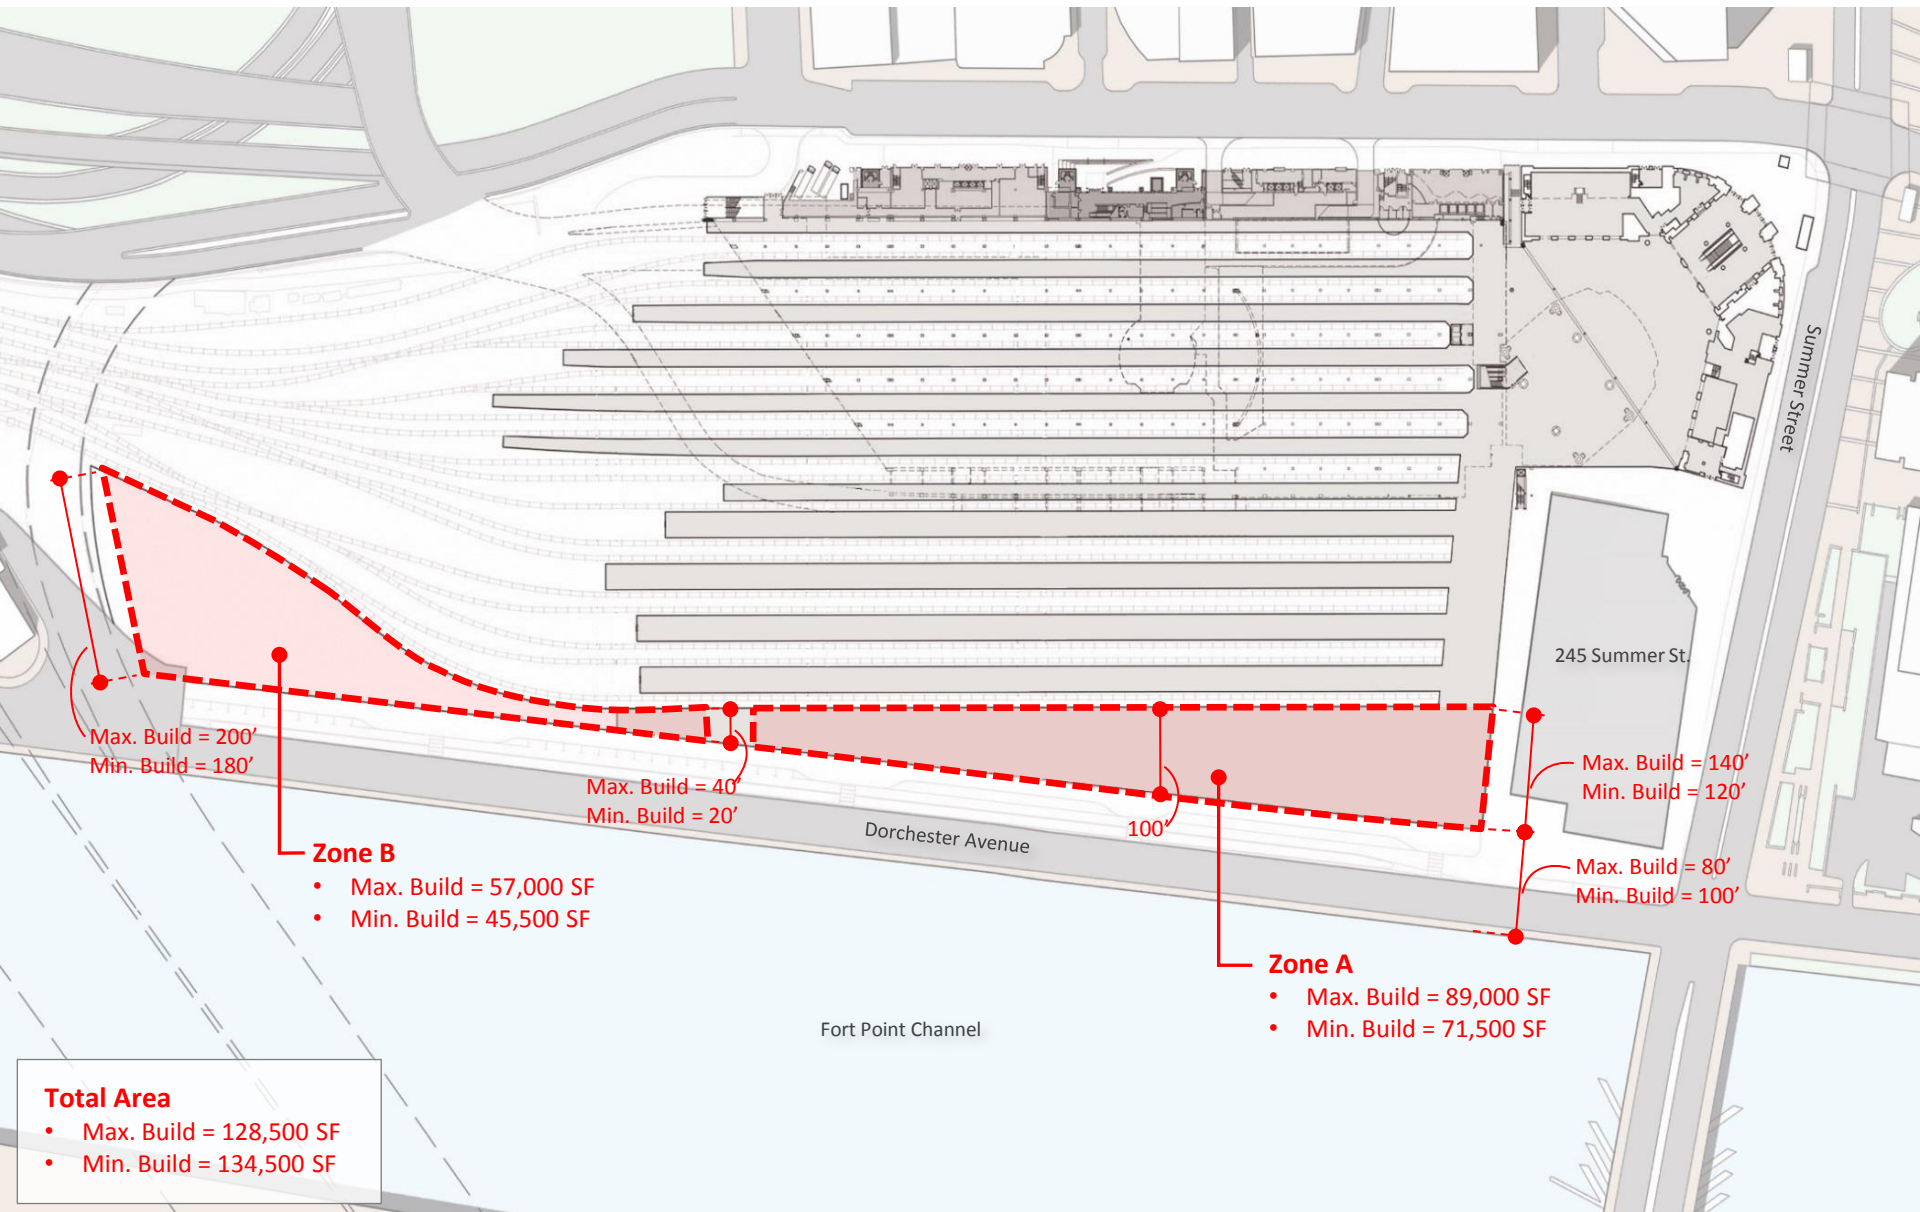 Summer Street
245 Summer St.
Max. Build = 200'
Min. Build = 180'
Max. Build = 40'
Min. Build = 20'
100'
Max. Build = 140'
Min. Build = 120'
Dorchester Avenue
Max. Build = 80'
Min. Build = 100'
Zone B
• Max. Build = 57,000 SF
• Min. Build = 45,500 SF
Zone A
• Max. Build = 89,000 SF
• Min. Build = 71,500 SF
Fort Point Channel
Total Area
• Max. Build = 128,500 SF
• Min. Build = 134,500 SF